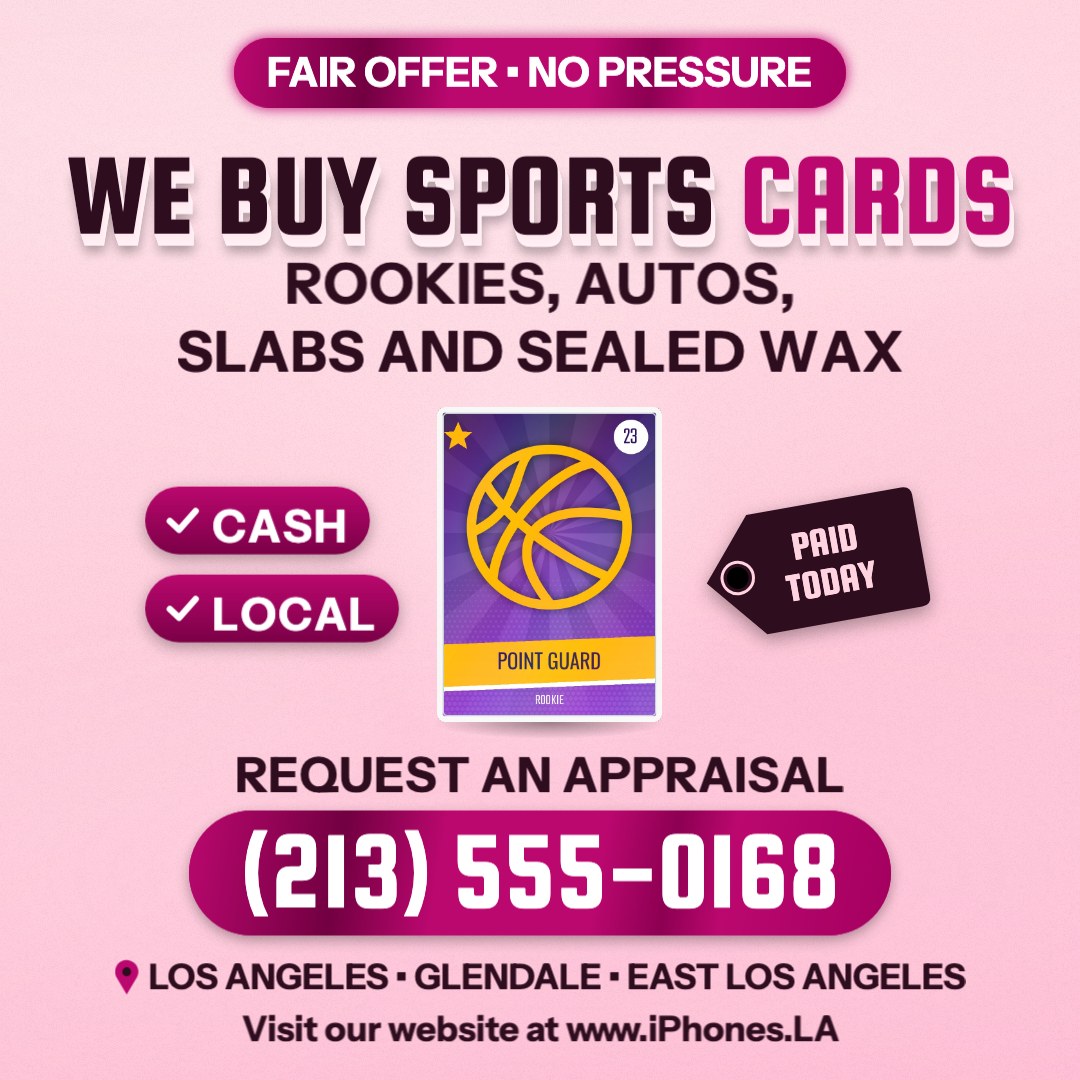 FAIR OFFER ▪ NO PRESSURE
WE BUY SPORTS CARDS
ROOKIES, AUTOS,
SLABS AND SEALED WAX
23
CASH
LOCAL
PAID
TODAY
POINT GUARD
ROOKIE
REQUEST AN APPRAISAL
(213) 555-0168
LOS ANGELES ▪ GLENDALE ▪ EAST LOS ANGELES
Visit our website at www.iPhones.LA